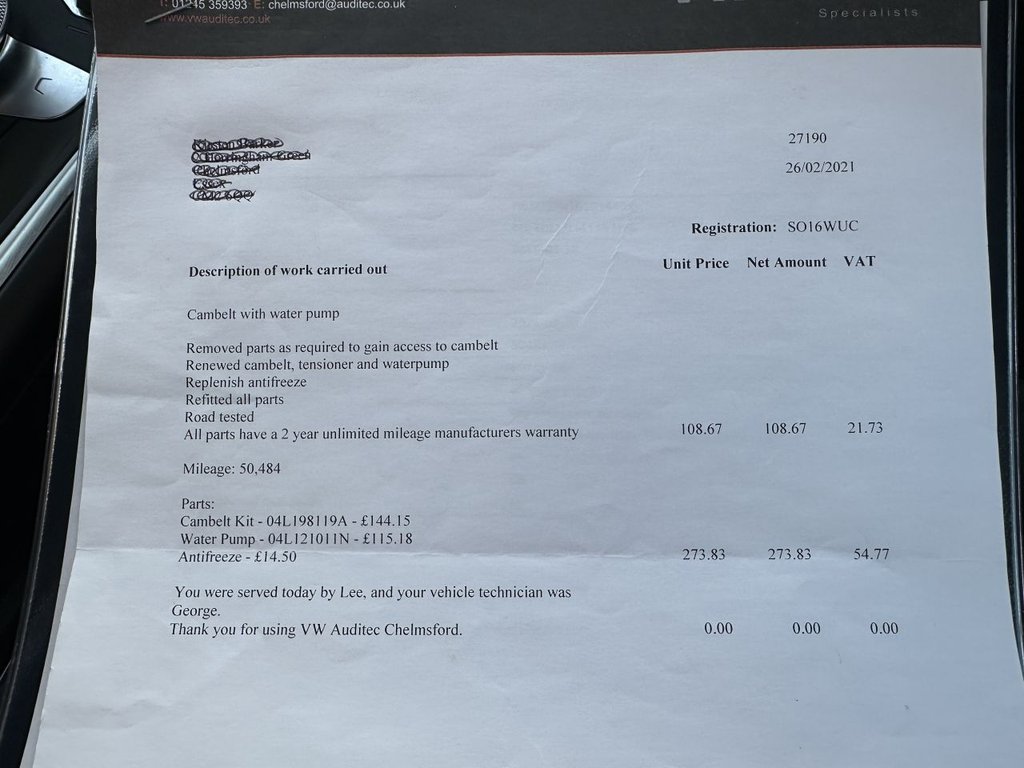 T: 01245 359393 E: chelmsford@auditec.co.uk
www.vwauditec.co.uk
Specialists
27190
26/02/2021
Registration: SO16WUC
Description of work carried out Unit Price Net Amount VAT
Cambelt with water pump
Removed parts as required to gain access to cambelt
Renewed cambelt, tensioner and waterpump
Replenish antifreeze
Refitted all parts
Road tested
All parts have a 2 year unlimited mileage manufacturers warranty 108.67 108.67 21.73
Mileage: 50,484
Parts:
Cambelt Kit - 04L198119A - £144.15
Water Pump - 04L121011N - £115.18
Antifreeze - £14.50 273.83 273.83 54.77
You were served today by Lee, and your vehicle technician was
George.
Thank you for using VW Auditec Chelmsford. 0.00 0.00 0.00